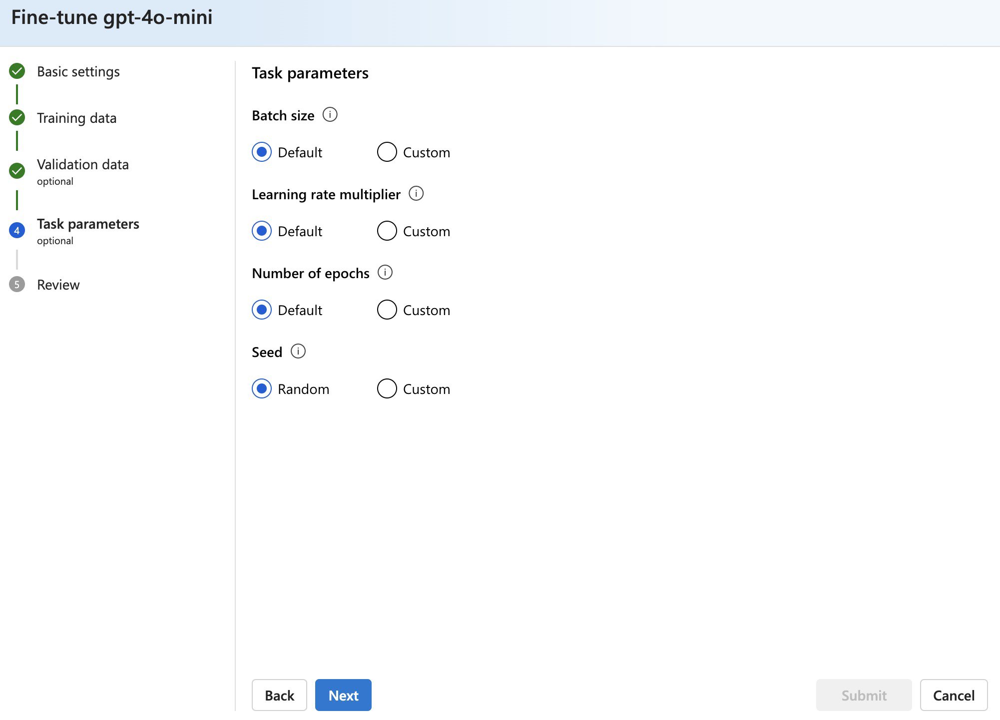 Fine-tune gpt-4o-mini
Basic settings
Training data
Validation data
optional
4
Task parameters
optional
5
Review
Task parameters
Batch size
Default
Custom
Learning rate multiplier
Default
Custom
Number of epochs
Default
Custom
Seed
Random
Custom
Back
Next
Submit
Cancel